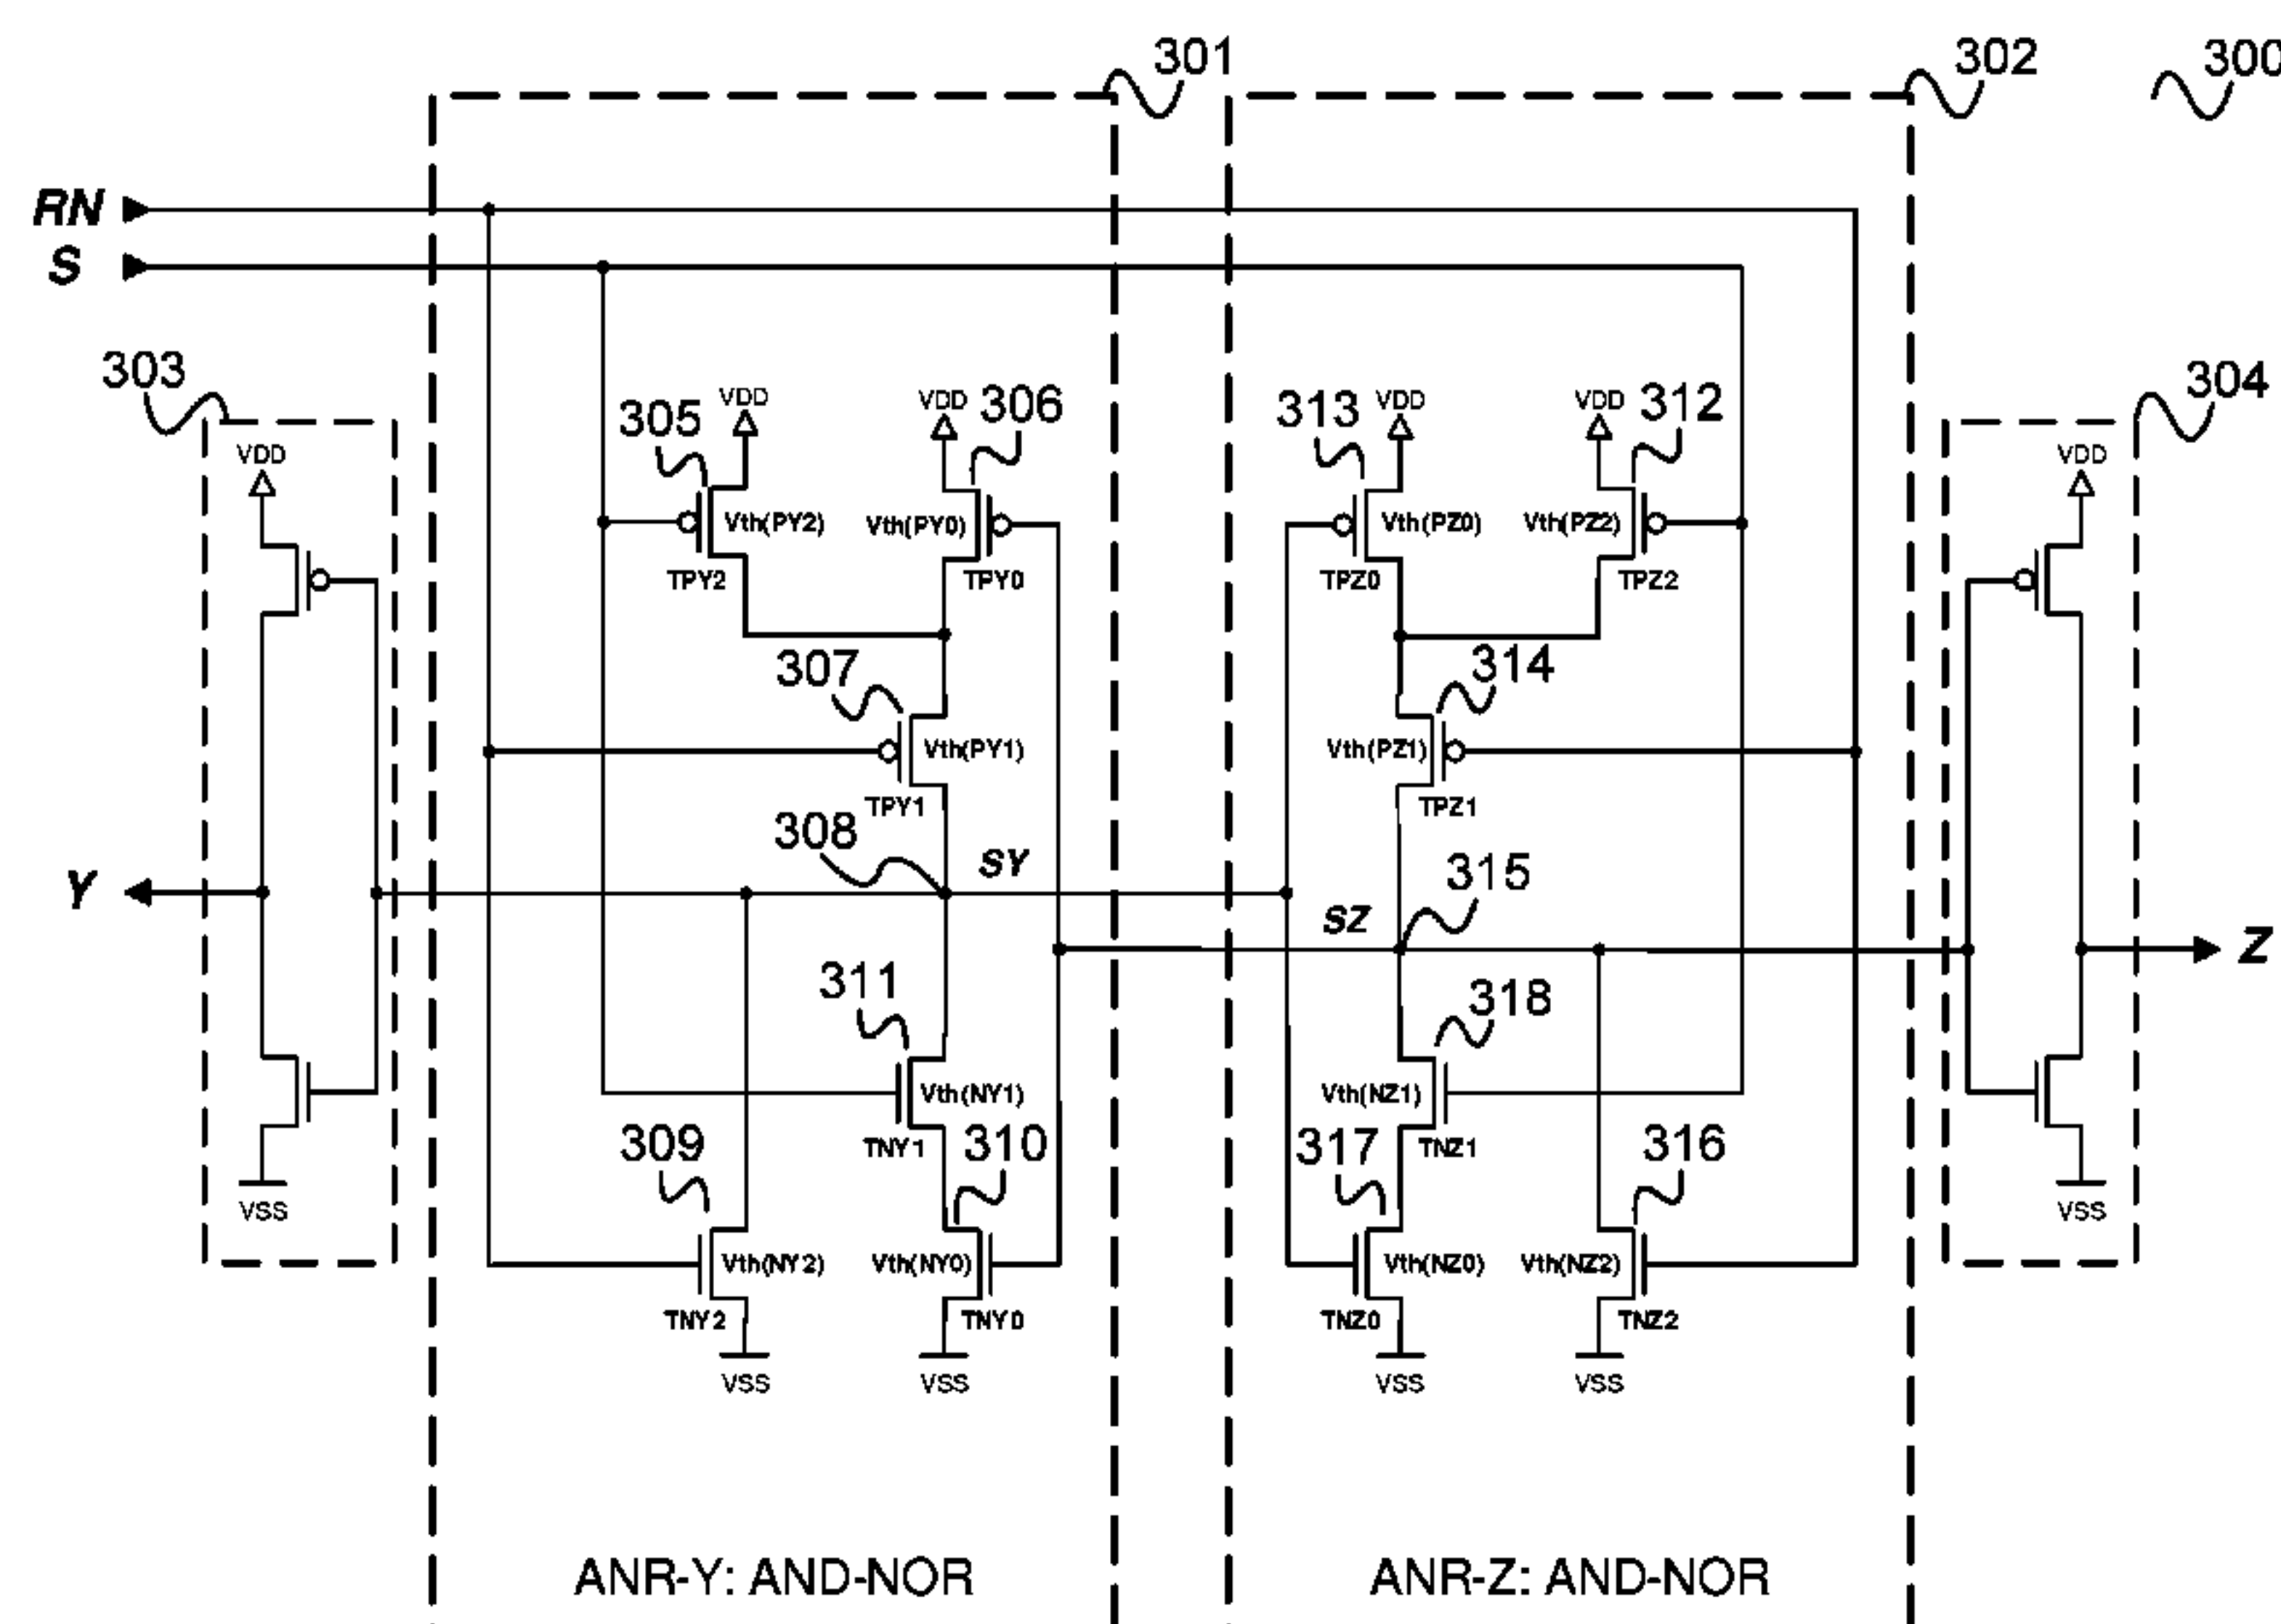 301
302
300
RN
S
303
304
305
VDD
VDD
306
313
VDD
VDD
312
VDD
VDD
Vth(PY2)
Vth(PY0)
Vth(PZ0)
Vth(PZ2)
TPY2
TPY0
TPZ0
TPZ2
307
314
Vth(PY1)
Vth(PZ1)
TPY1
TPZ1
308
SY
315
Y
SZ
Z
311
318
Vth(NY1)
Vth(NZ1)
309
TNY1
310
317
TNZ1
316
VSS
VSS
Vth(NY2)
Vth(NY0)
Vth(NZ0)
Vth(NZ2)
TNY2
TNY0
TNZ0
TNZ2
VSS
VSS
VSS
VSS
ANR-Y: AND-NOR
ANR-Z: AND-NOR